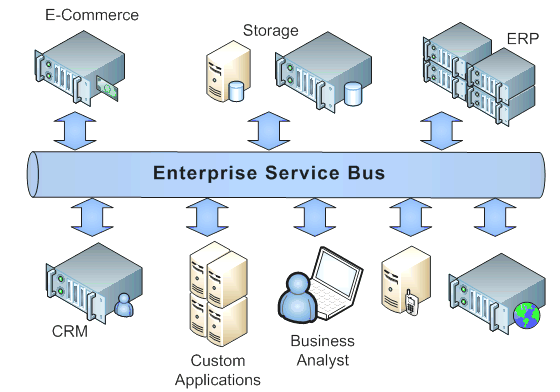 E-Commerce
Storage
ERP
Enterprise Service Bus
CRM
Custom
Applications
Business
Analyst